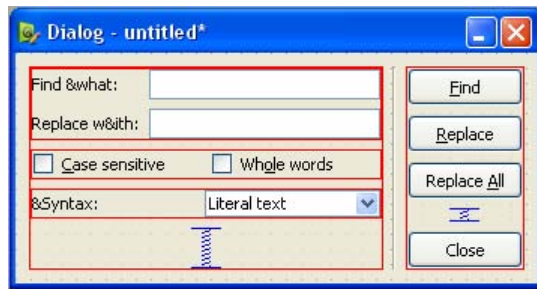 Dialog - untitled*
Find &what:
Find
Replace w&ith:
Replace
Case sensitive
Whole words
Replace All
&Syntax:
Literal text
Close